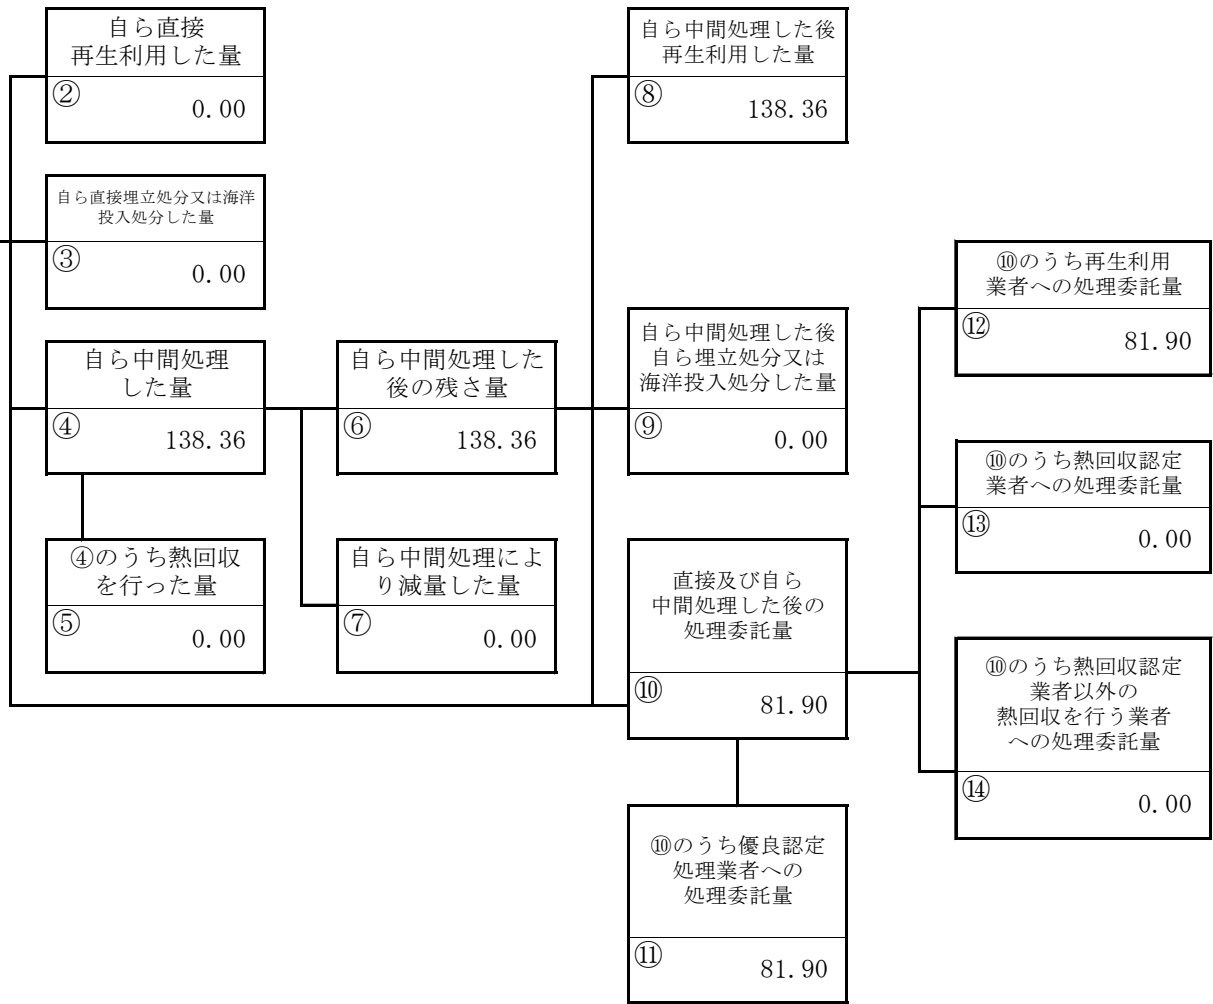 自ら直接
再生利用した量
②
0.00
自ら直接埋立処分又は海洋
投入処分した量
③
0.00
自ら中間処理
した量
④
138.36
④のうち熱回収
を行った量
⑤
0.00
自ら中間処理した
後の残さ量
⑥
138.36
自ら中間処理によ
り減量した量
⑦
0.00
自ら中間処理した後
再生利用した量
⑧
138.36
自ら中間処理した後
自ら埋立処分又は
海洋投入処分した量
⑨
0.00
直接及び自ら
中間処理した後の
処理委託量
⑩
81.90
⑩のうち優良認定
処理業者への
処理委託量
⑪
81.90
⑩のうち再生利用
業者への処理委託量
⑫
81.90
⑩のうち熱回収認定
業者への処理委託量
⑬
0.00
⑩のうち熱回収認定
業者以外の
熱回収を行う業者
への処理委託量
⑭
0.00